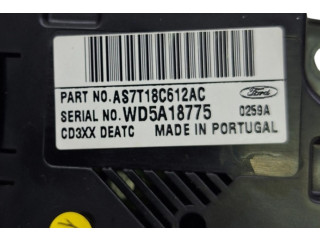 PART NO.AS7T18C612AC
SERIAL NO.WD5A18775
Ford
0259A
CD3XX DEATC MADE IN PORTUGAL